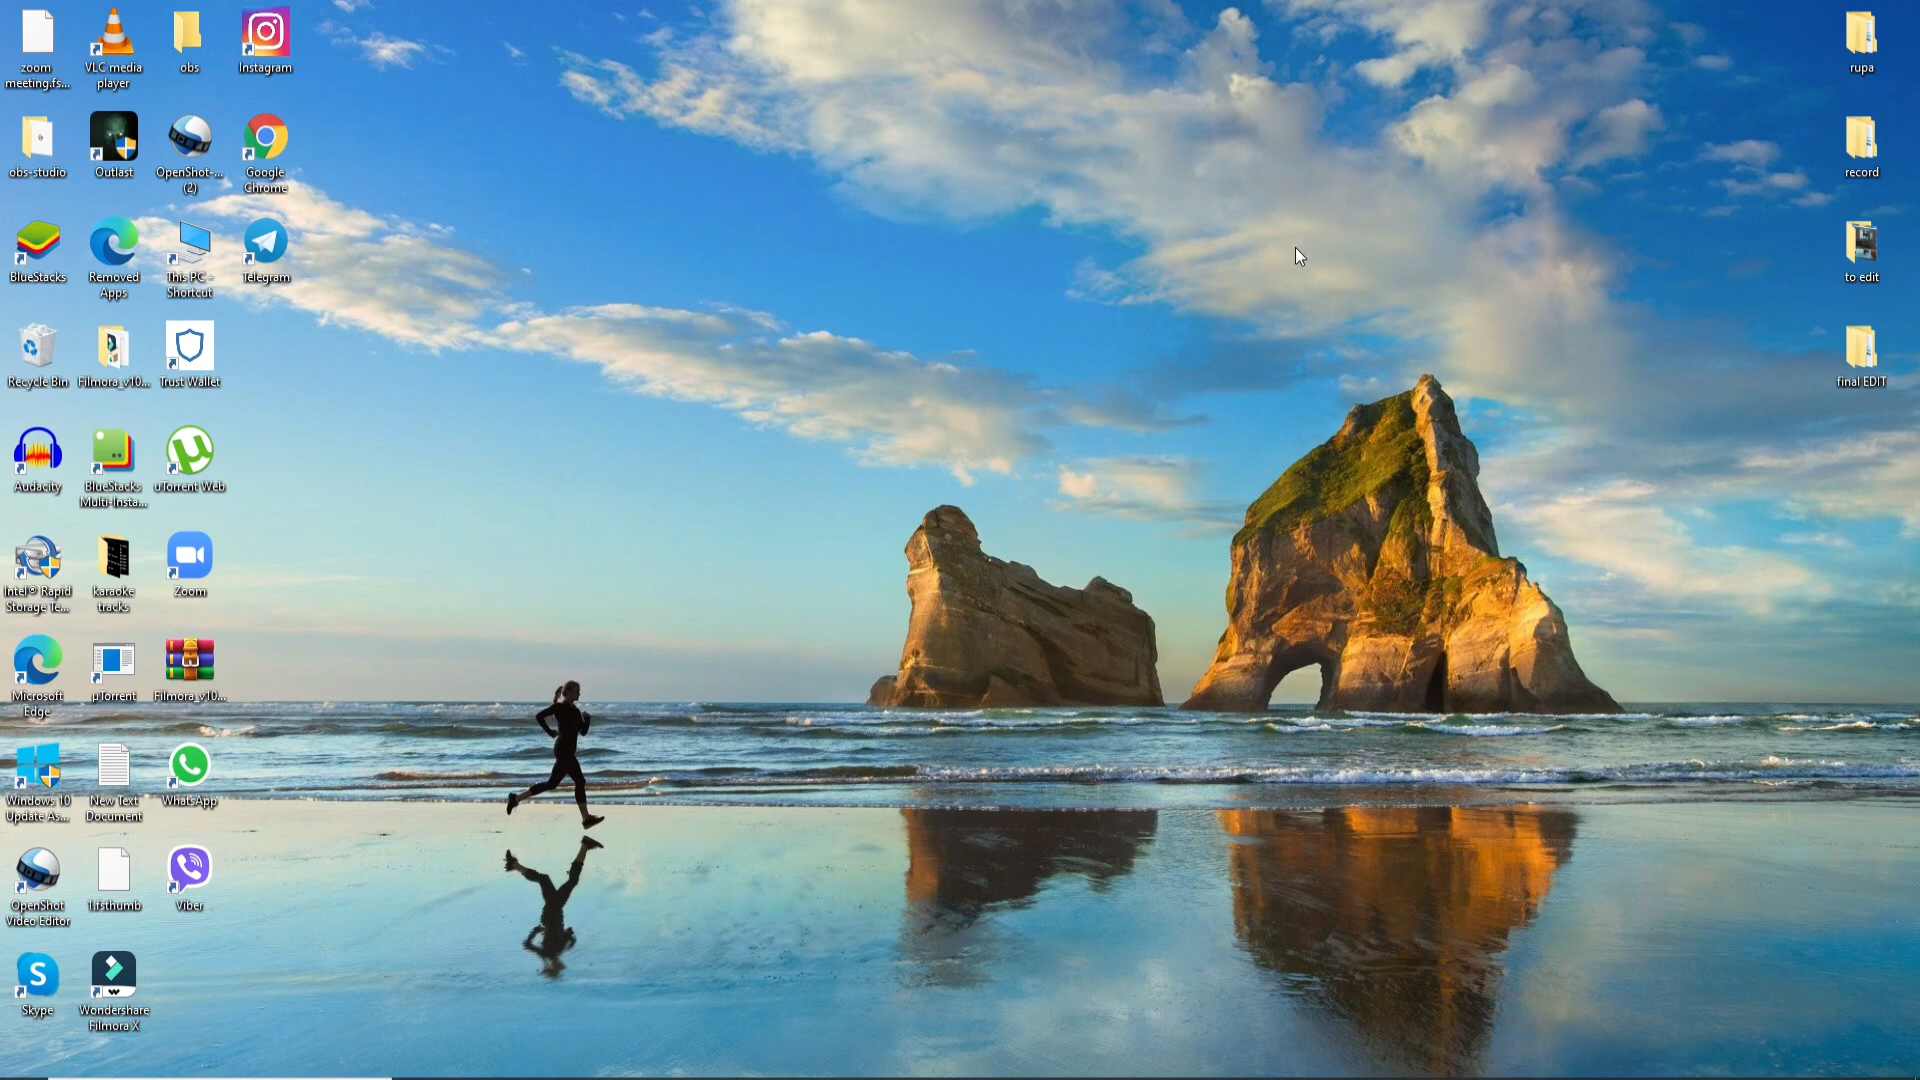 zoom
meeting.fs...
VLC media
player
obs
Instagram
rupa
obs-studio
Outlast
OpenShot-...
(2)
Google
Chrome
record
BlueStacks
Removed
Apps
This PC -
Shortcut
Telegram
to edit
Recycle Bin
Filmora_v10...
Trust Wallet
final EDIT
Audacity
BlueStacks
Multi-Insta...
uTorrent Web
Intel® Rapid
Storage Te...
karaoke
tracks
Zoom
Microsoft
Edge
µTorrent
Filmora_v10...
Windows 10
Update As...
New Text
Document
WhatsApp
OpenShot
Video Editor
1.fsthumb
Viber
Skype
Wondershare
Filmora X